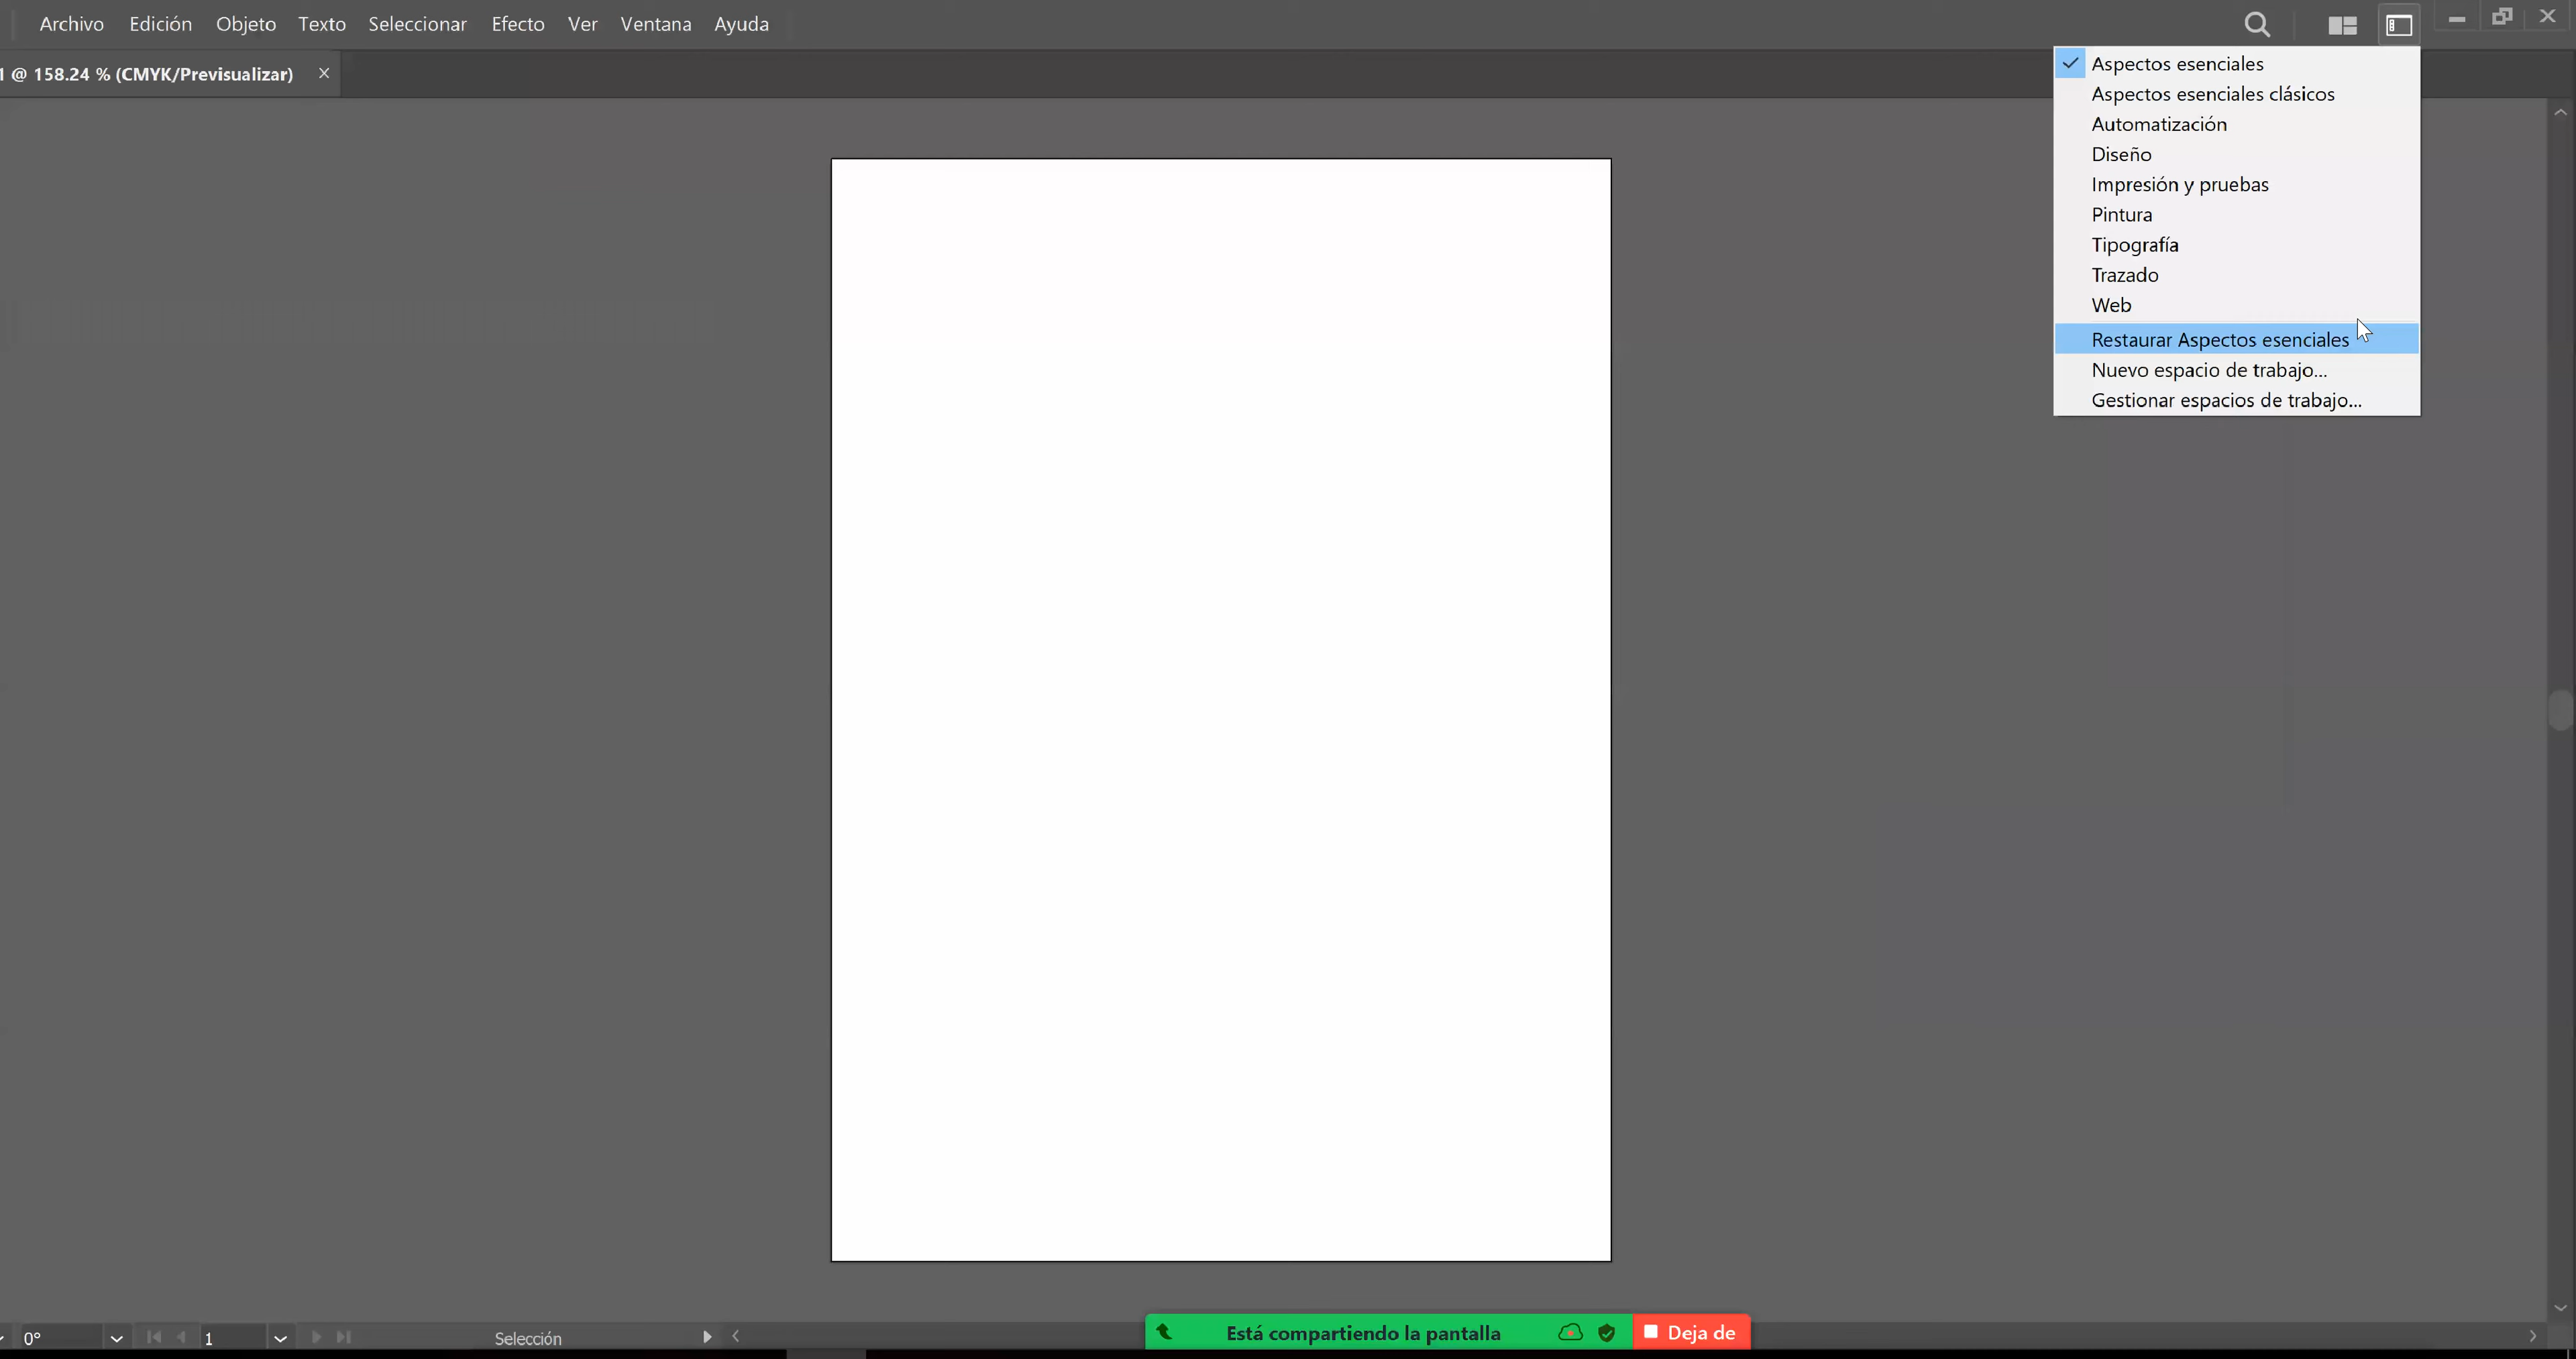 Archivo Edición Objeto Texto Seleccionar Efecto Ver Ventana Ayuda
1 @ 158.24 % (CMYK/Previsualizar)
Aspectos esenciales
Aspectos esenciales clásicos
Automatización
Diseño
Impresión y pruebas
Pintura
Tipografía
Trazado
Web
Restaurar Aspectos esenciales
Nuevo espacio de trabajo...
Gestionar espacios de trabajo...
0° 1 Selección
Está compartiendo la pantalla Deja de